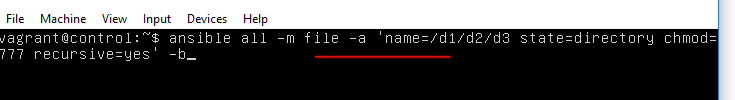 File Machine View Input Devices Help
vagrant@control:~$ ansible all -m file -a 'name=/d1/d2/d3 state=directory chmod=
777 recursive=yes' -b_